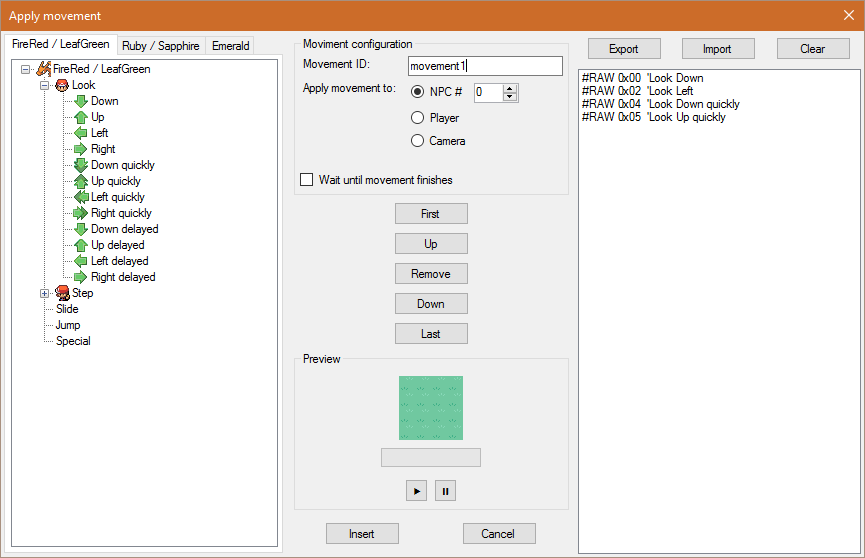 Apply movement
FireRed / LeafGreen
Ruby / Sapphire
Emerald
FireRed / LeafGreen
Look
Down
Up
Left
Right
Down quickly
Up quickly
Left quickly
Right quickly
Down delayed
Up delayed
Left delayed
Right delayed
Step
Slide
Jump
Special
Moviment configuration
Movement ID: movement1
Apply movement to: NPC # 0
Player
Camera
Wait until movement finishes
First
Up
Remove
Down
Last
Preview
Insert
Cancel
Export
Import
Clear
#RAW 0x00 'Look Down
#RAW 0x02 'Look Left
#RAW 0x04 'Look Down quickly
#RAW 0x05 'Look Up quickly